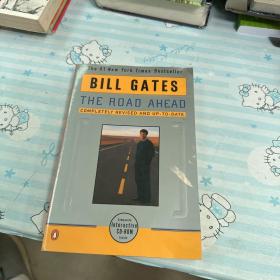 The #1 New York Times Bestseller
BILL GATES
THE ROAD AHEAD
COMPLETELY REVISED AND UP-TO-DATE
Interactive
CD-ROM